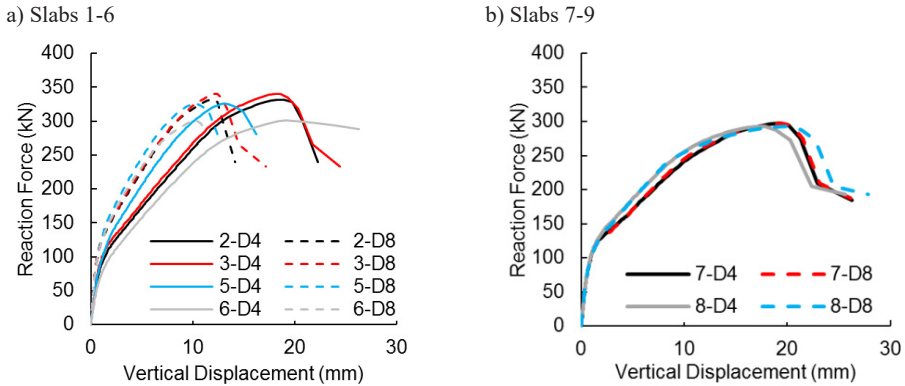 a) Slabs 1-6
400
350
300
250
200
150
100
50
0
Reaction Force (kN)
2-D4 2-D8
3-D4 3-D8
5-D4 5-D8
6-D4 6-D8
0 10 20 30
Vertical Displacement (mm)
b) Slabs 7-9
400
350
300
250
200
150
100
50
0
Reaction Force (kN)
7-D4 7-D8
8-D4 8-D8
0 10 20 30
Vertical Displacement (mm)